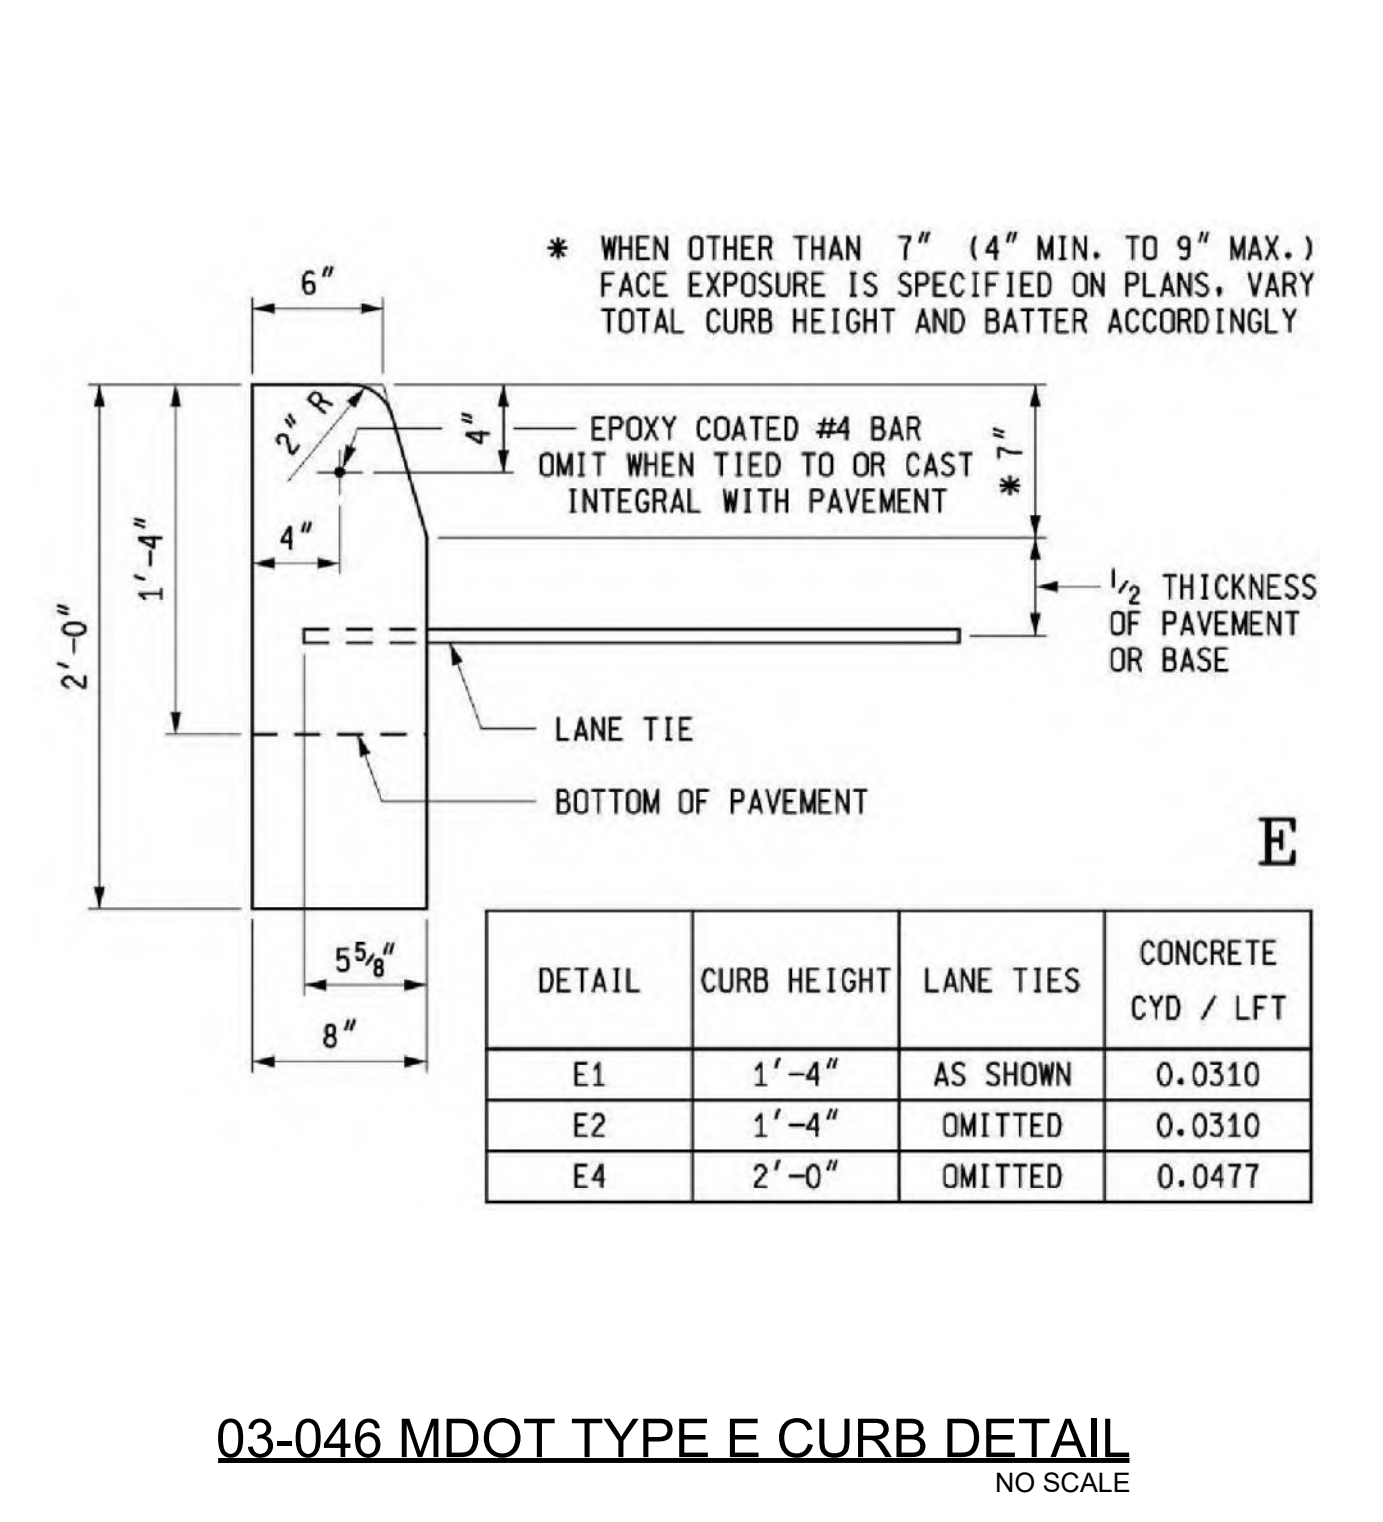 * WHEN OTHER THAN 7" (4" MIN. TO 9" MAX.)
FACE EXPOSURE IS SPECIFIED ON PLANS, VARY
TOTAL CURB HEIGHT AND BATTER ACCORDINGLY
6"
2" R
4"
EPOXY COATED #4 BAR
OMIT WHEN TIED TO OR CAST
INTEGRAL WITH PAVEMENT
* 7"
1'-4"
4"
2'-0"
1/2 THICKNESS
OF PAVEMENT
OR BASE
LANE TIE
BOTTOM OF PAVEMENT
E
5 5/8"
8"
DETAIL CURB HEIGHT LANE TIES CONCRETE
CYD / LFT
E1 1'-4" AS SHOWN 0.0310
E2 1'-4" OMITTED 0.0310
E4 2'-0" OMITTED 0.0477
03-046 MDOT TYPE E CURB DETAIL
NO SCALE